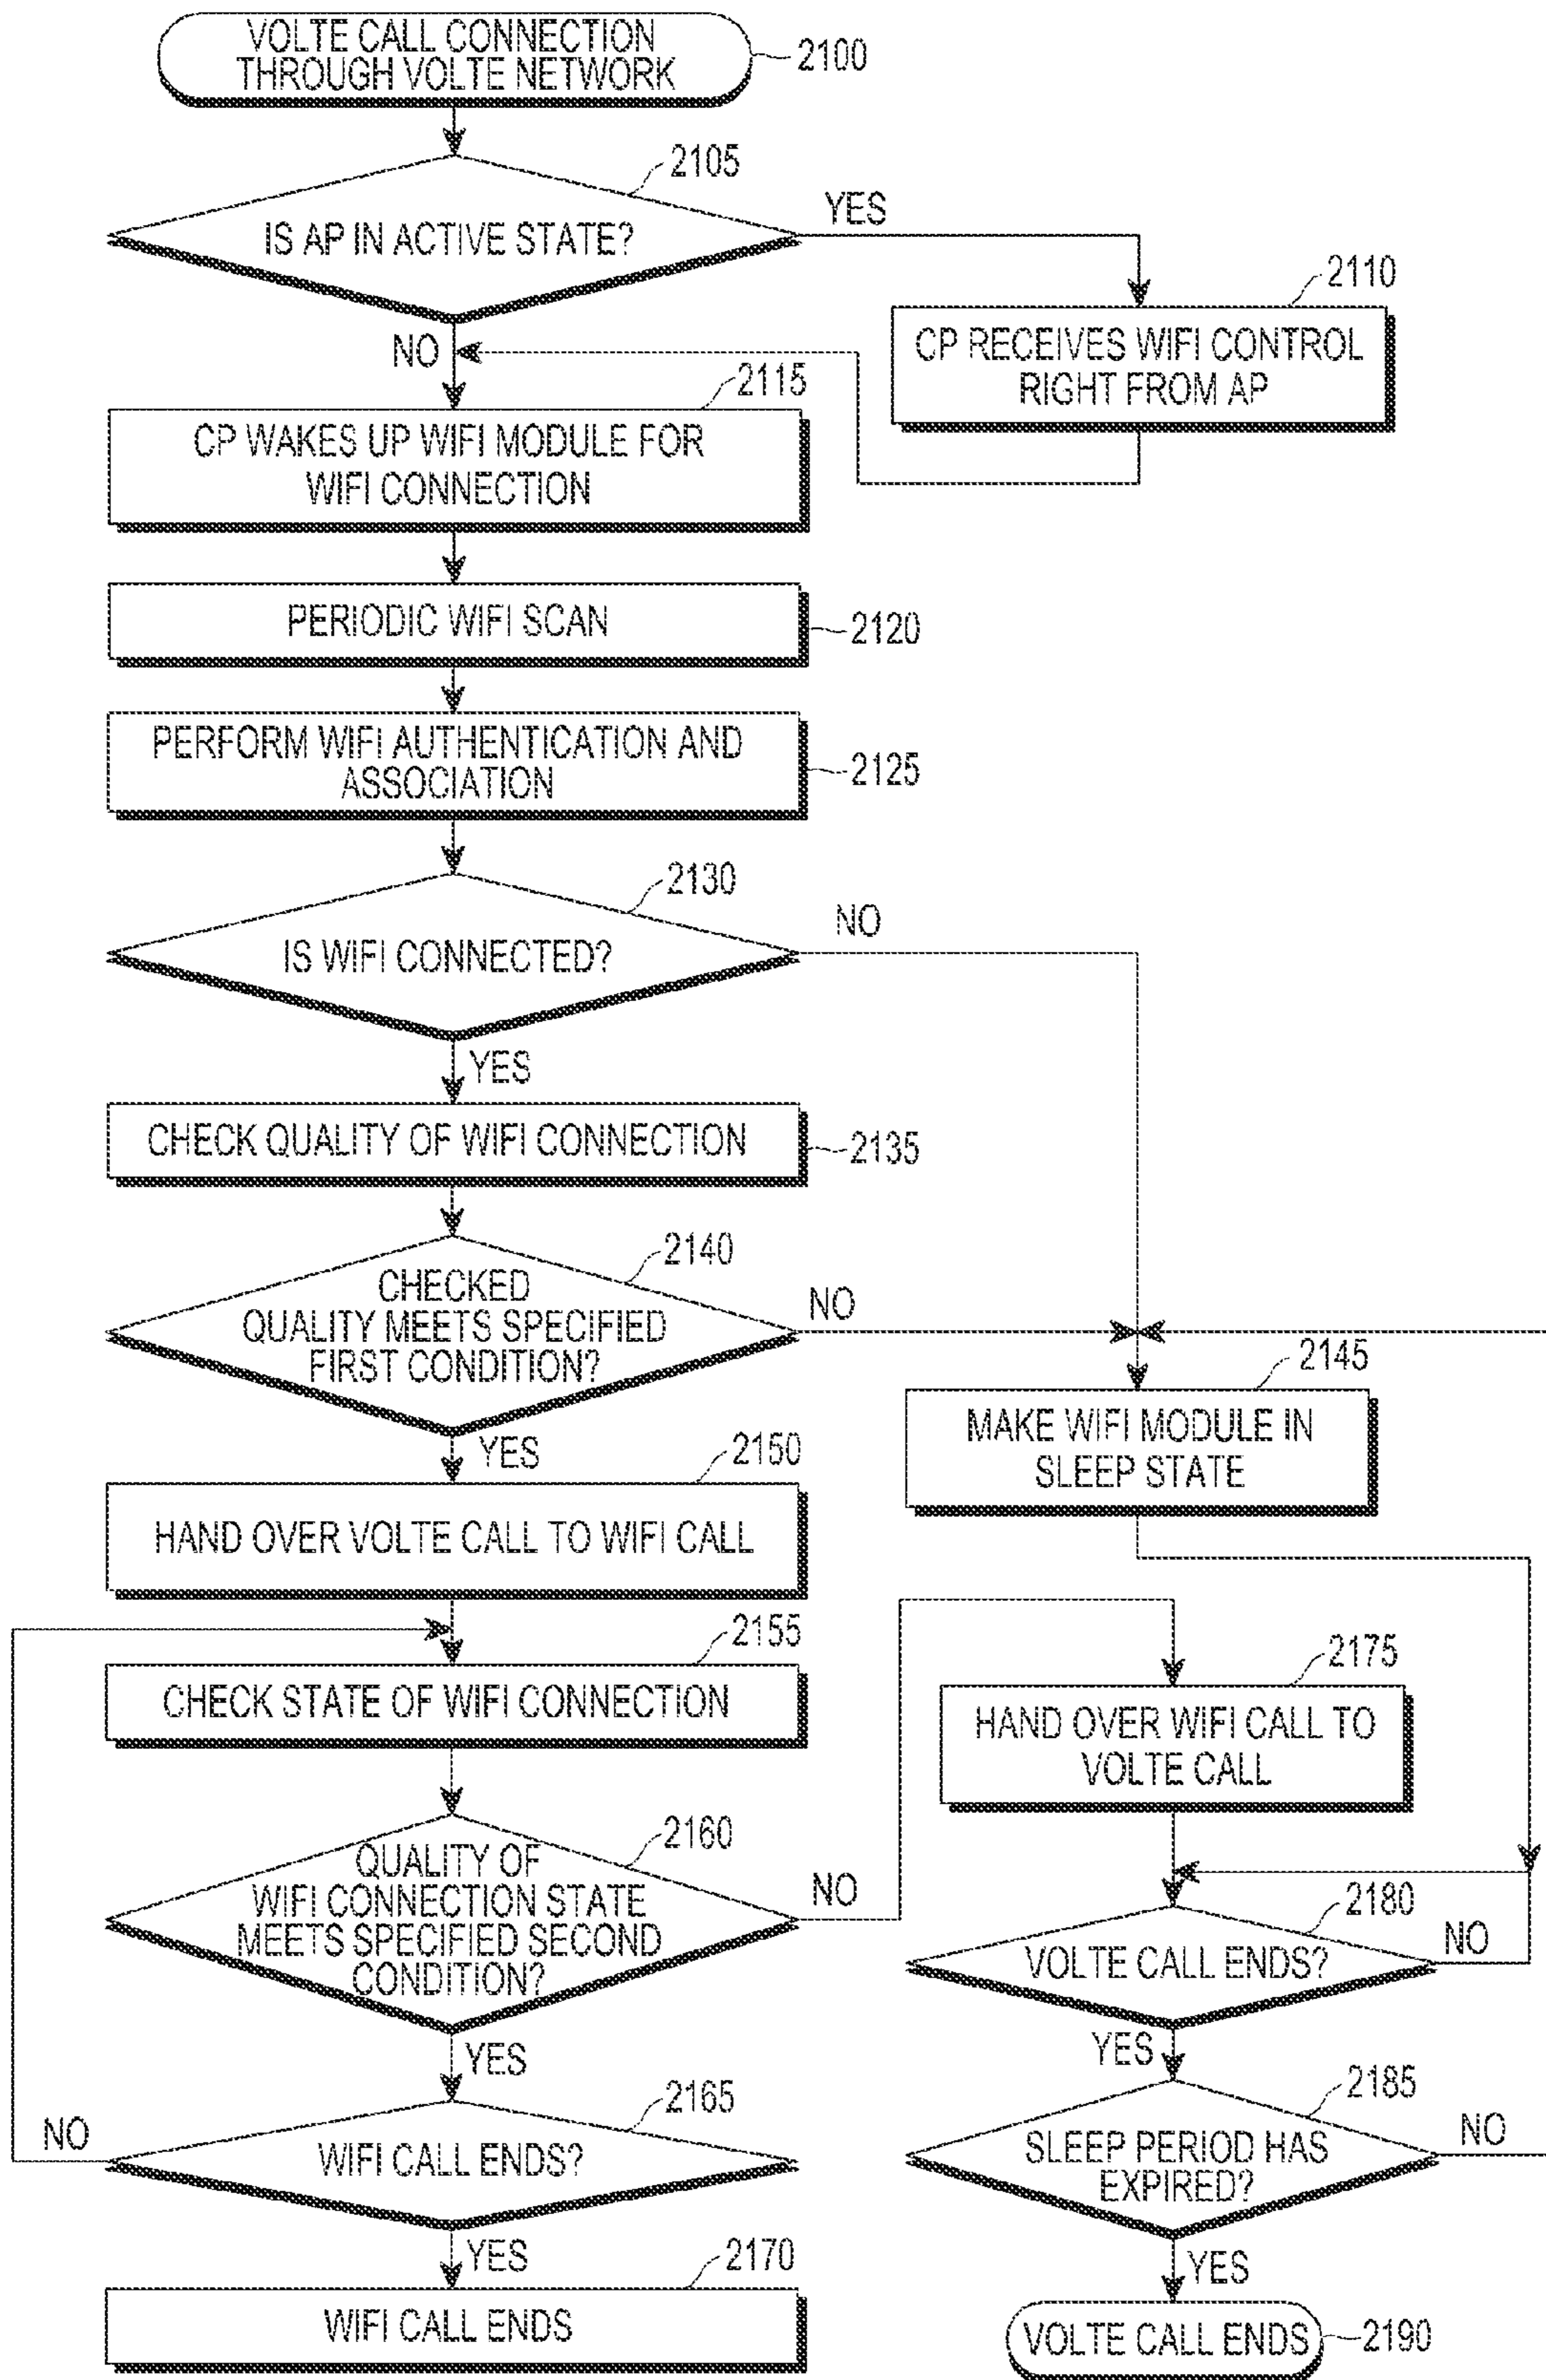 VOLTE CALL CONNECTION
THROUGH VOLTE NETWORK
2100
2105
IS AP IN ACTIVE STATE?
YES
2110
CP RECEIVES WIFI CONTROL
RIGHT FROM AP
NO
2115
CP WAKES UP WIFI MODULE FOR
WIFI CONNECTION
PERIODIC WIFI SCAN
2120
PERFORM WIFI AUTHENTICATION AND
ASSOCIATION
2125
2130
IS WIFI CONNECTED?
NO
YES
CHECK QUALITY OF WIFI CONNECTION
2135
2140
CHECKED
QUALITY MEETS SPECIFIED
FIRST CONDITION?
NO
2145
MAKE WIFI MODULE IN
SLEEP STATE
YES
2150
HAND OVER VOLTE CALL TO WIFI CALL
2155
CHECK STATE OF WIFI CONNECTION
2175
HAND OVER WIFI CALL TO
VOLTE CALL
2160
QUALITY OF
WIFI CONNECTION STATE
MEETS SPECIFIED SECOND
CONDITION?
NO
2180
VOLTE CALL ENDS?
NO
YES
YES
2165
WIFI CALL ENDS?
NO
2185
SLEEP PERIOD HAS
EXPIRED?
NO
YES
2170
WIFI CALL ENDS
YES
VOLTE CALL ENDS
2190